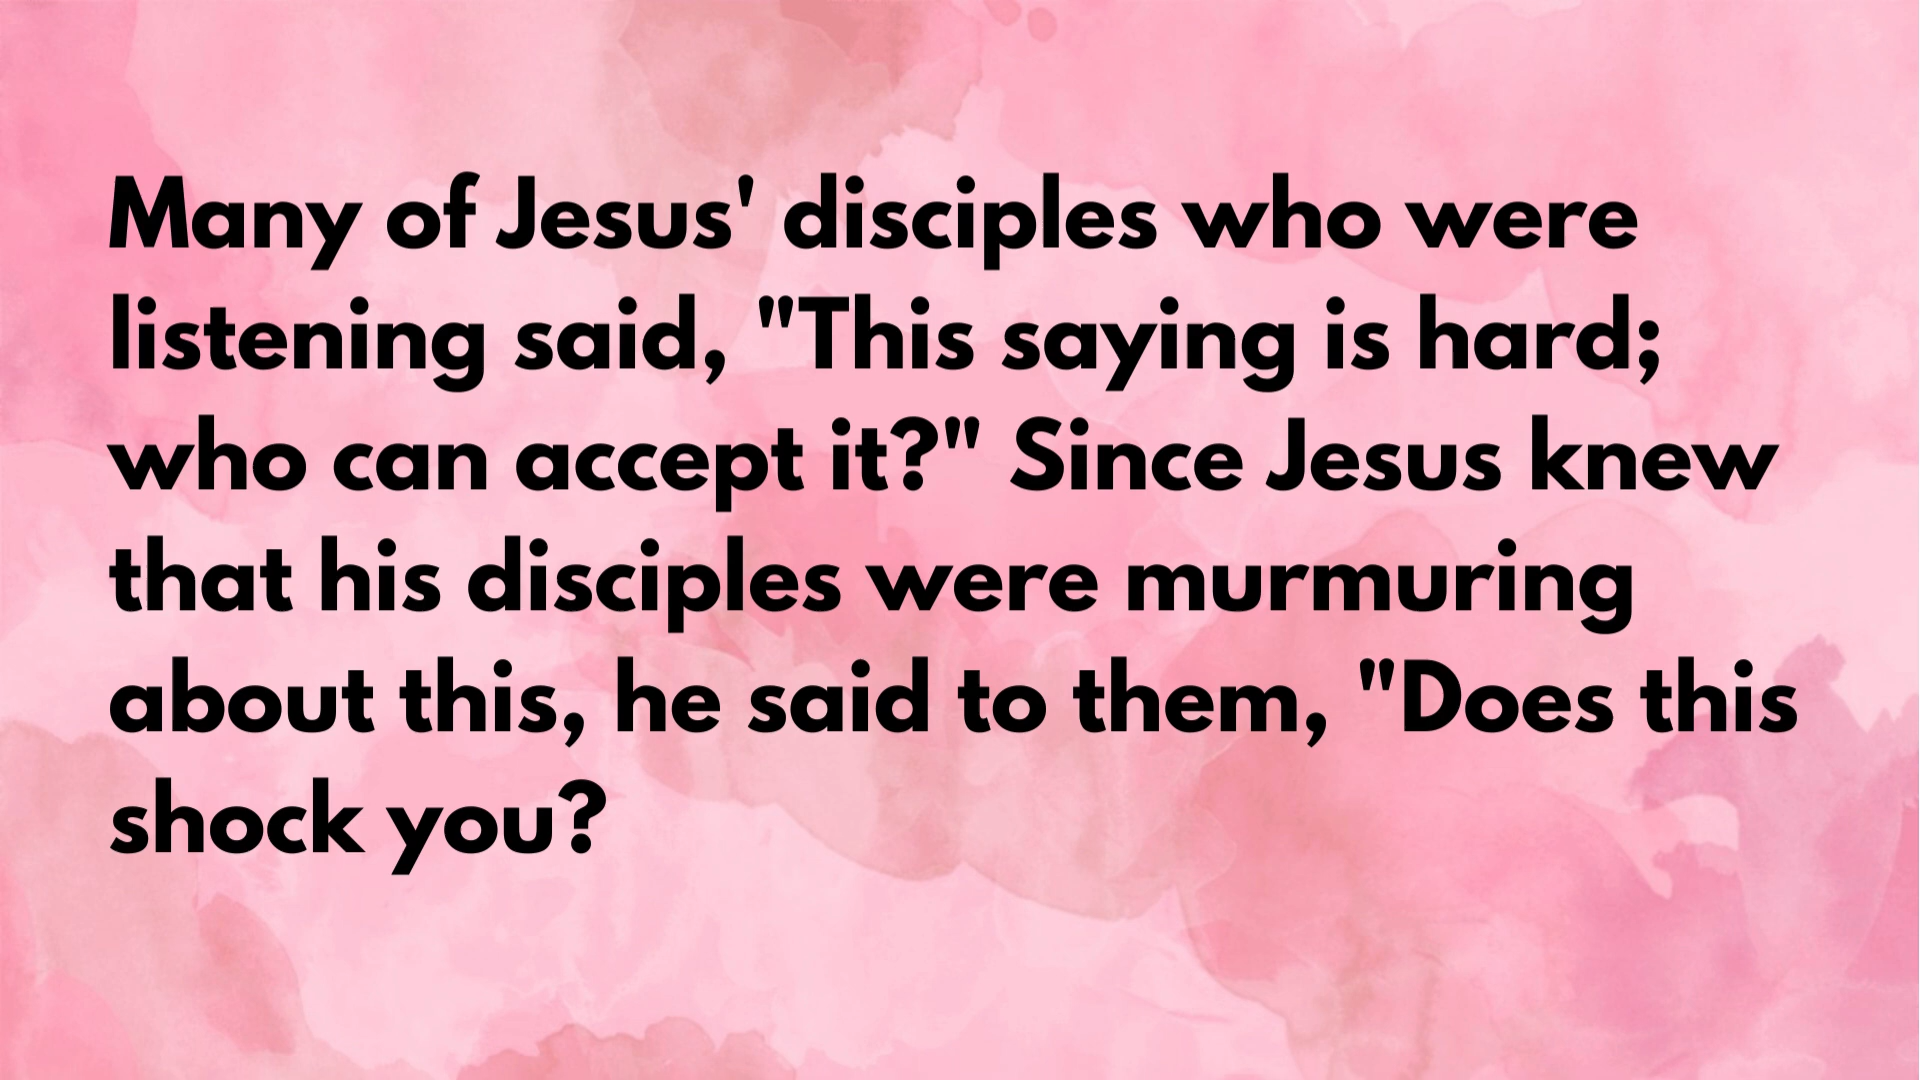 Many of Jesus' disciples who were
listening said, "This saying is hard;
who can accept it?" Since Jesus knew
that his disciples were murmuring
about this, he said to them, "Does this
shock you?